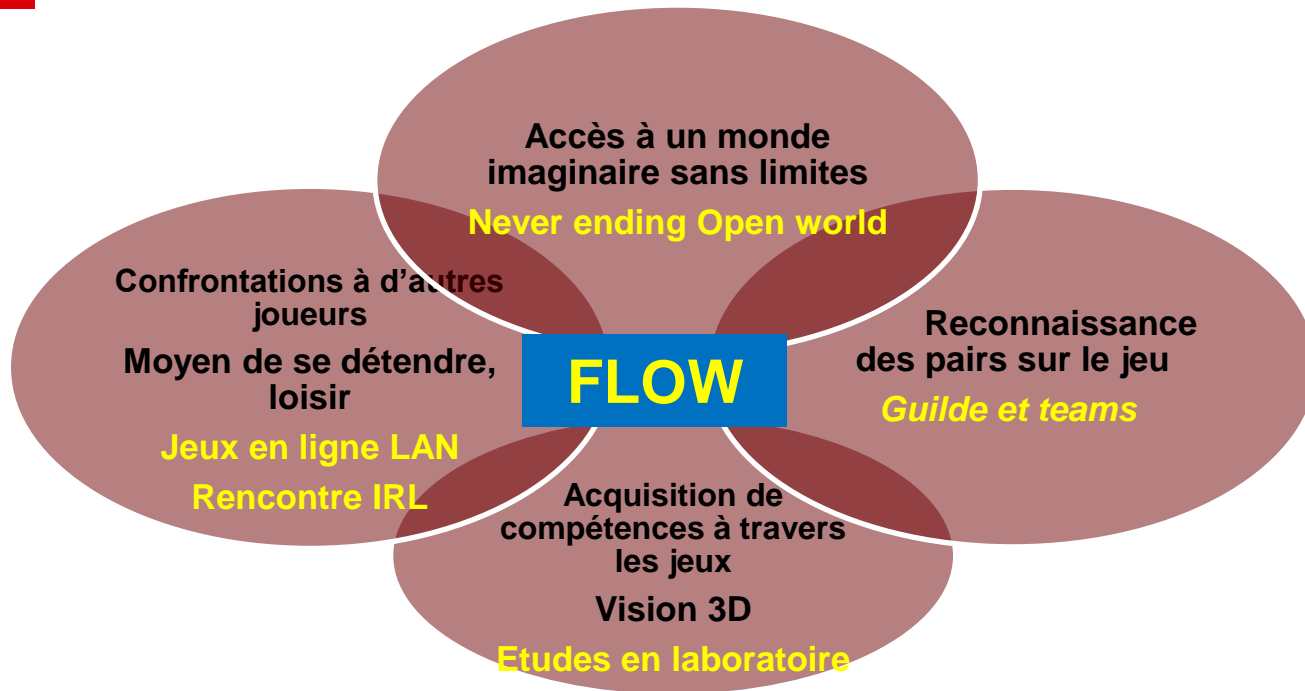 Accès à un monde
imaginaire sans limites
Never ending Open world
Confrontations à d'autres
joueurs
Moyen de se détendre,
loisir
Jeux en ligne LAN
Rencontre IRL
FLOW
Reconnaissance
des pairs sur le jeu
Guilde et teams
Acquisition de
compétences à travers
les jeux
Vision 3D
Etudes en laboratoire